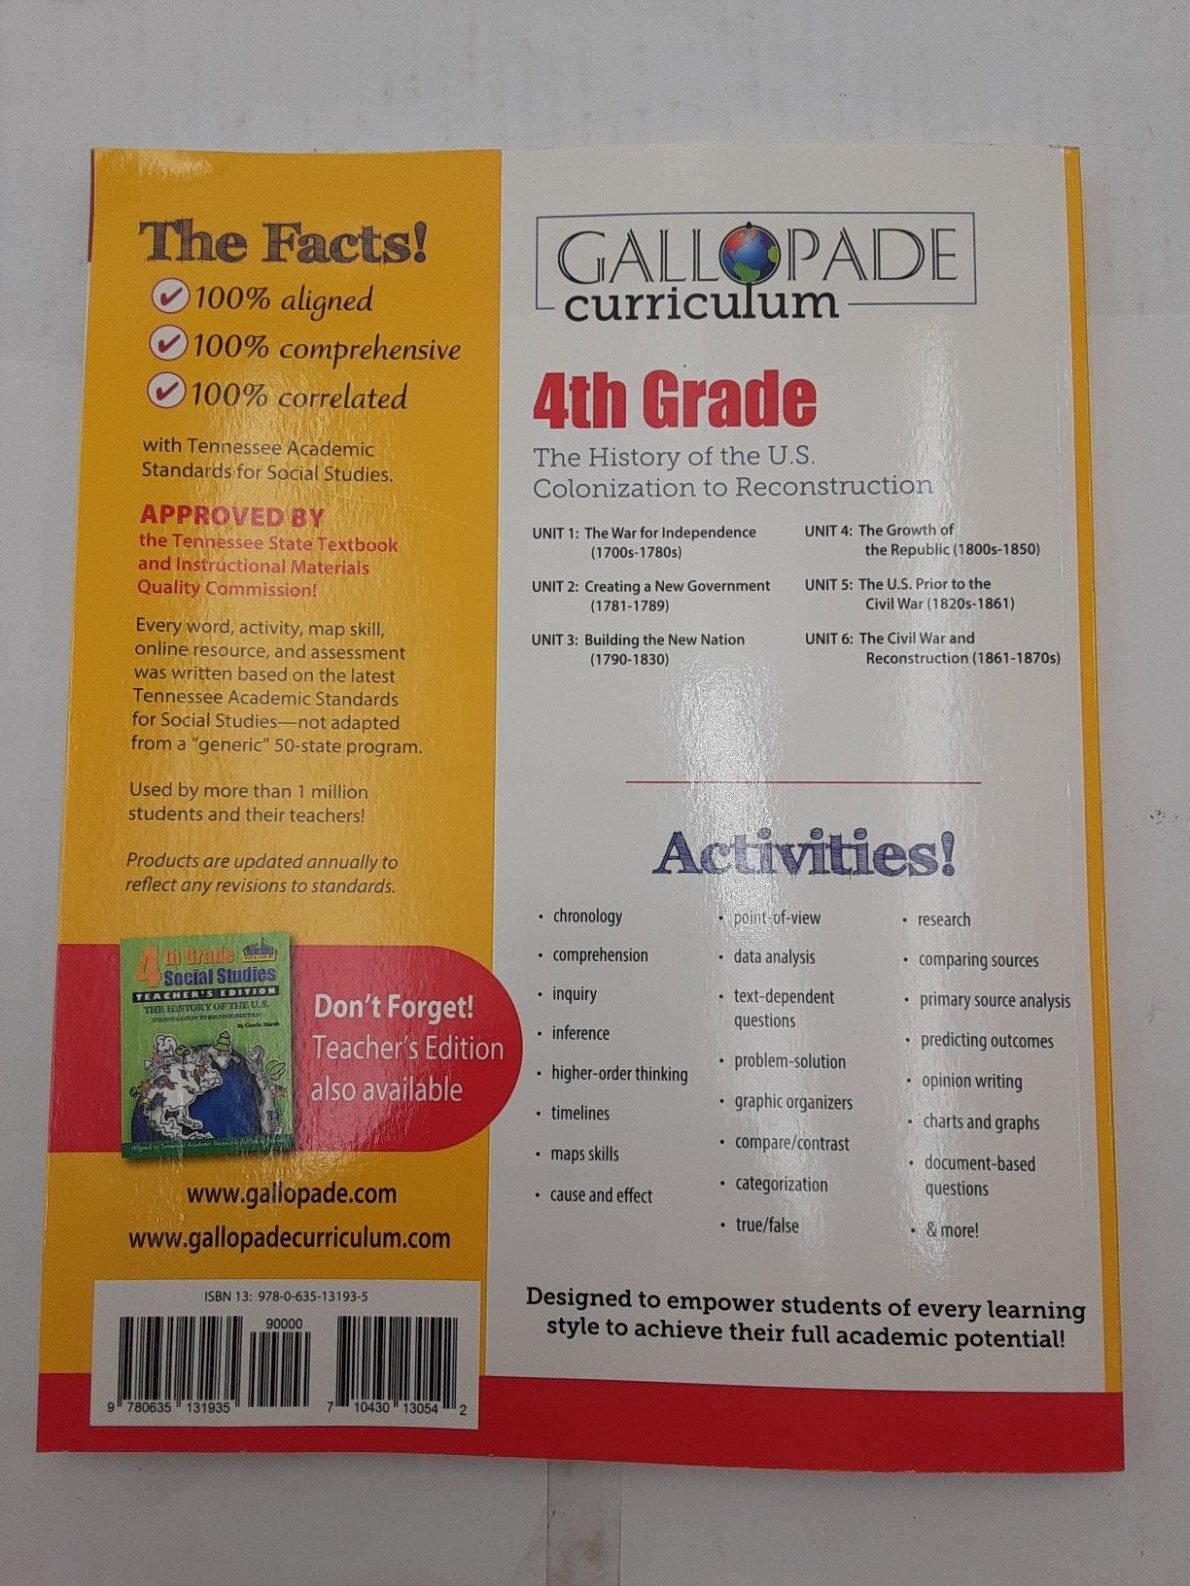 The Facts!
100% aligned
100% comprehensive
100% correlated
with Tennessee Academic
Standards for Social Studies.
APPROVED BY
the Tennessee State Textbook
and Instructional Materials
Quality Commission!
Every word, activity, map skill,
online resource, and assessment
was written based on the latest
Tennessee Academic Standards
for Social Studies—not adapted
from a "generic" 50-state program.
Used by more than 1 million
students and their teachers!
Products are updated annually to
reflect any revisions to standards.
4th Grade
Social Studies
TEACHER'S EDITION
THE HISTORY OF THE U.S.
COLONIZATION TO RECONSTRUCTION
By Carole Marsh
Don't Forget!
Teacher's Edition
also available
www.gallopade.com
www.gallopadecurriculum.com
ISBN 13: 978-0-635-13193-5
90000
9 780635 131935
7 10430 13054 2
GALLOPADE
curriculum
4th Grade
The History of the U.S.
Colonization to Reconstruction
UNIT 1: The War for Independence
(1700s-1780s)
UNIT 2: Creating a New Government
(1781-1789)
UNIT 3: Building the New Nation
(1790-1830)
UNIT 4: The Growth of
the Republic (1800s-1850)
UNIT 5: The U.S. Prior to the
Civil War (1820s-1861)
UNIT 6: The Civil War and
Reconstruction (1861-1870s)
Activities!
• chronology
• comprehension
• inquiry
• inference
• higher-order thinking
• timelines
• maps skills
• cause and effect
• point-of-view
• data analysis
• text-dependent
questions
• problem-solution
• graphic organizers
• compare/contrast
• categorization
• true/false
• research
• comparing sources
• primary source analysis
• predicting outcomes
• opinion writing
• charts and graphs
• document-based
questions
• & more!
Designed to empower students of every learning
style to achieve their full academic potential!